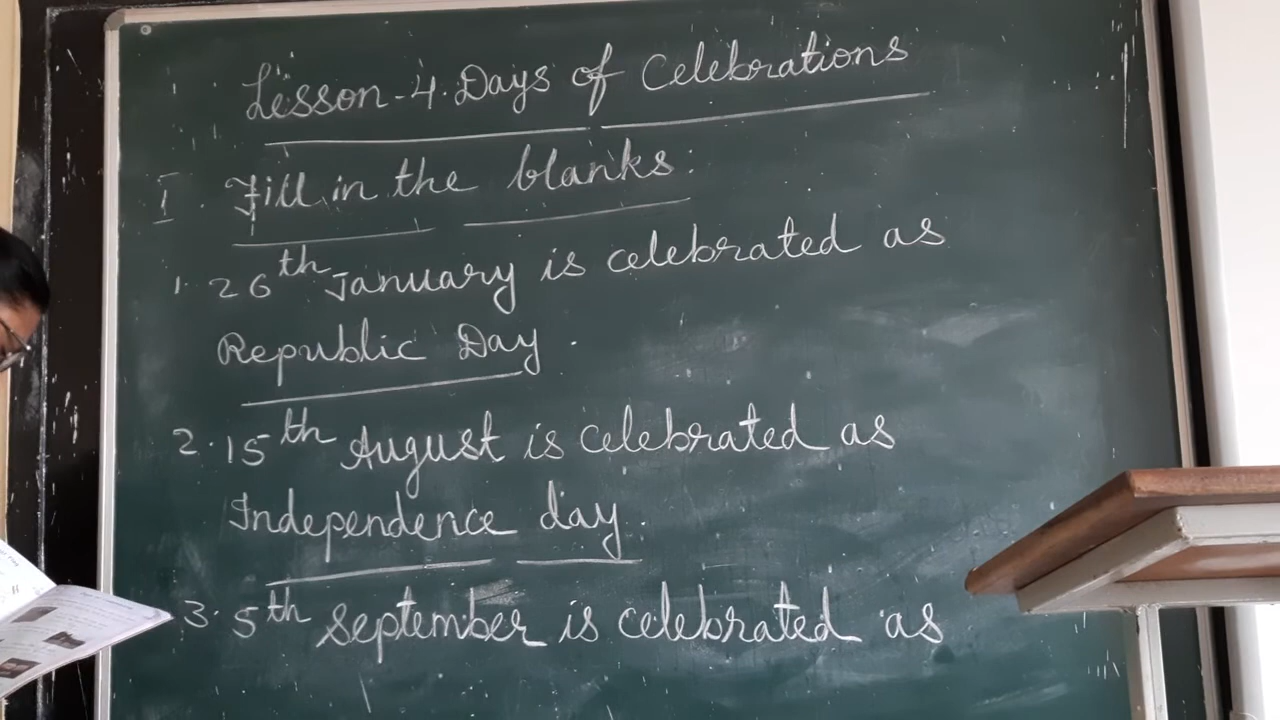 Lesson-4. Days of Celebrations
I. Fill in the blanks:
1. 26th January is celebrated as
Republic Day.
2. 15th August is celebrated as
Independence day.
3. 5th September is celebrated as